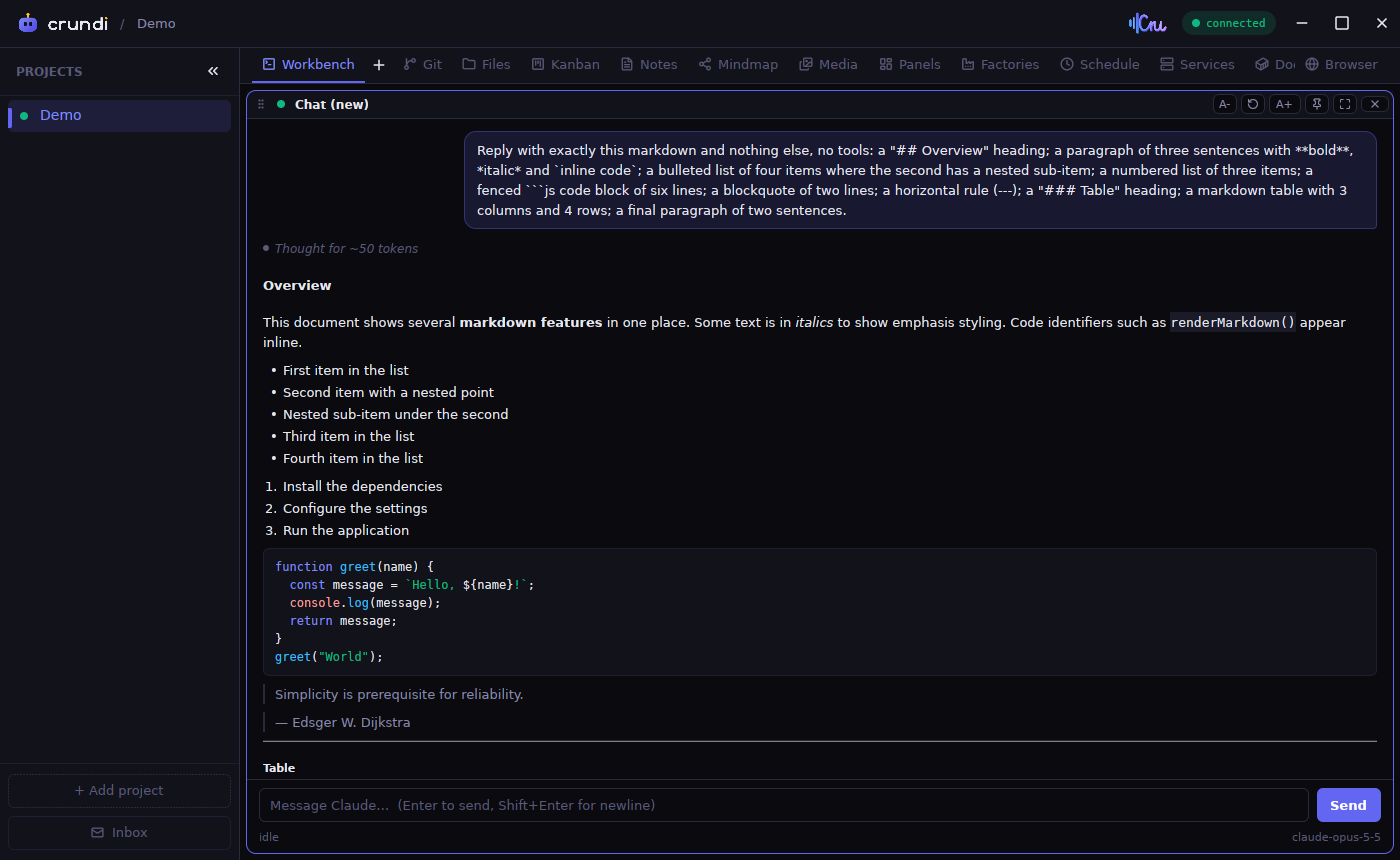 crundi / Demo
Cru
connected
PROJECTS
Demo
+ Add project
Inbox
Workbench + Git Files Kanban Notes Mindmap Media Panels Factories Schedule Services Doc Browser
Chat (new)
A- A+
Reply with exactly this markdown and nothing else, no tools: a "## Overview" heading; a paragraph of three sentences with **bold**,
*italic* and `inline code`; a bulleted list of four items where the second has a nested sub-item; a numbered list of three items; a
fenced ```js code block of six lines; a blockquote of two lines; a horizontal rule (---); a "### Table" heading; a markdown table with 3
columns and 4 rows; a final paragraph of two sentences.
Thought for ~50 tokens
Overview
This document shows several markdown features in one place. Some text is in italics to show emphasis styling. Code identifiers such as renderMarkdown() appear
inline.
• First item in the list
• Second item with a nested point
• Nested sub-item under the second
• Third item in the list
• Fourth item in the list
1. Install the dependencies
2. Configure the settings
3. Run the application
function greet(name) {
  const message = `Hello, ${name}!`;
  console.log(message);
  return message;
}
greet("World");
Simplicity is prerequisite for reliability.
— Edsger W. Dijkstra
Table
Message Claude... (Enter to send, Shift+Enter for newline)
Send
idle
claude-opus-5-5